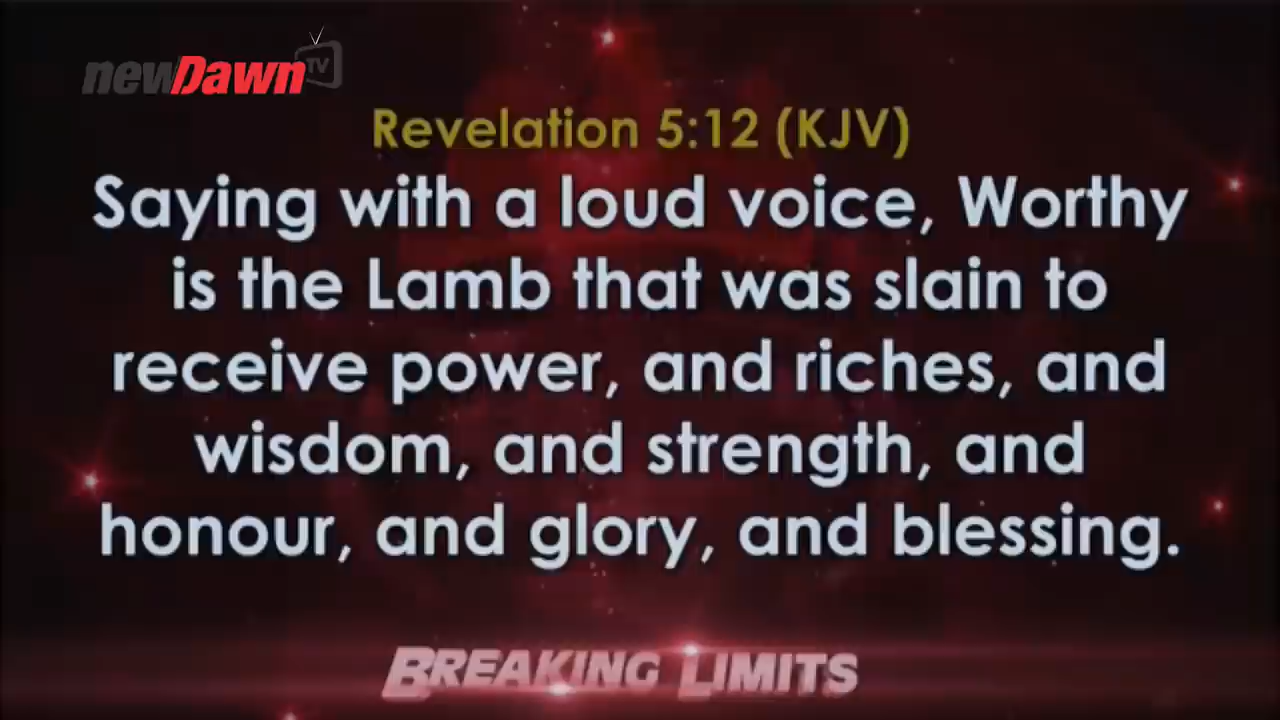 newDawn TV
Revelation 5:12 (KJV)
Saying with a loud voice, Worthy
is the Lamb that was slain to
receive power, and riches, and
wisdom, and strength, and
honour, and glory, and blessing.
BREAKING LIMITS